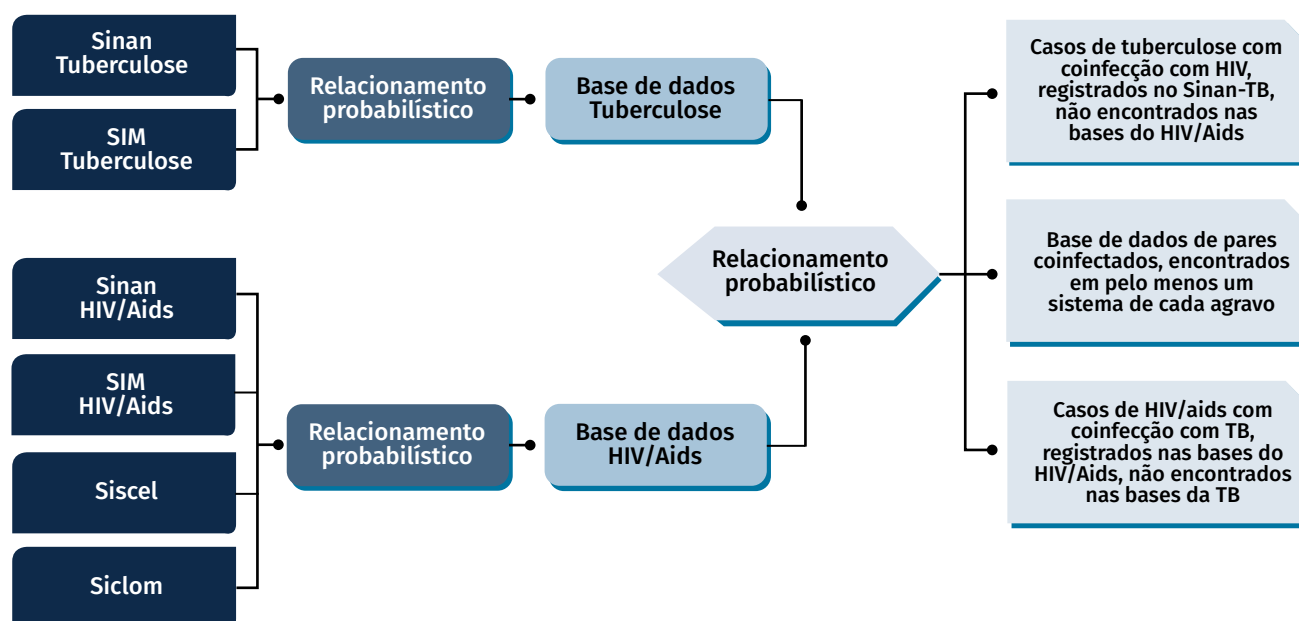 Sinan
Tuberculose
SIM
Tuberculose
Relacionamento
probabilístico
Base de dados
Tuberculose
Sinan
HIV/Aids
SIM
HIV/Aids
Siscel
Siclom
Relacionamento
probabilístico
Base de dados
HIV/Aids
Relacionamento
probabilístico
Casos de tuberculose com
coinfecção com HIV,
registrados no Sinan-TB,
não encontrados nas
bases do HIV/Aids
Base de dados de pares
coinfectados, encontrados
em pelo menos um
sistema de cada agravo
Casos de HIV/aids com
coinfecção com TB,
registrados nas bases do
HIV/Aids, não encontrados
nas bases da TB